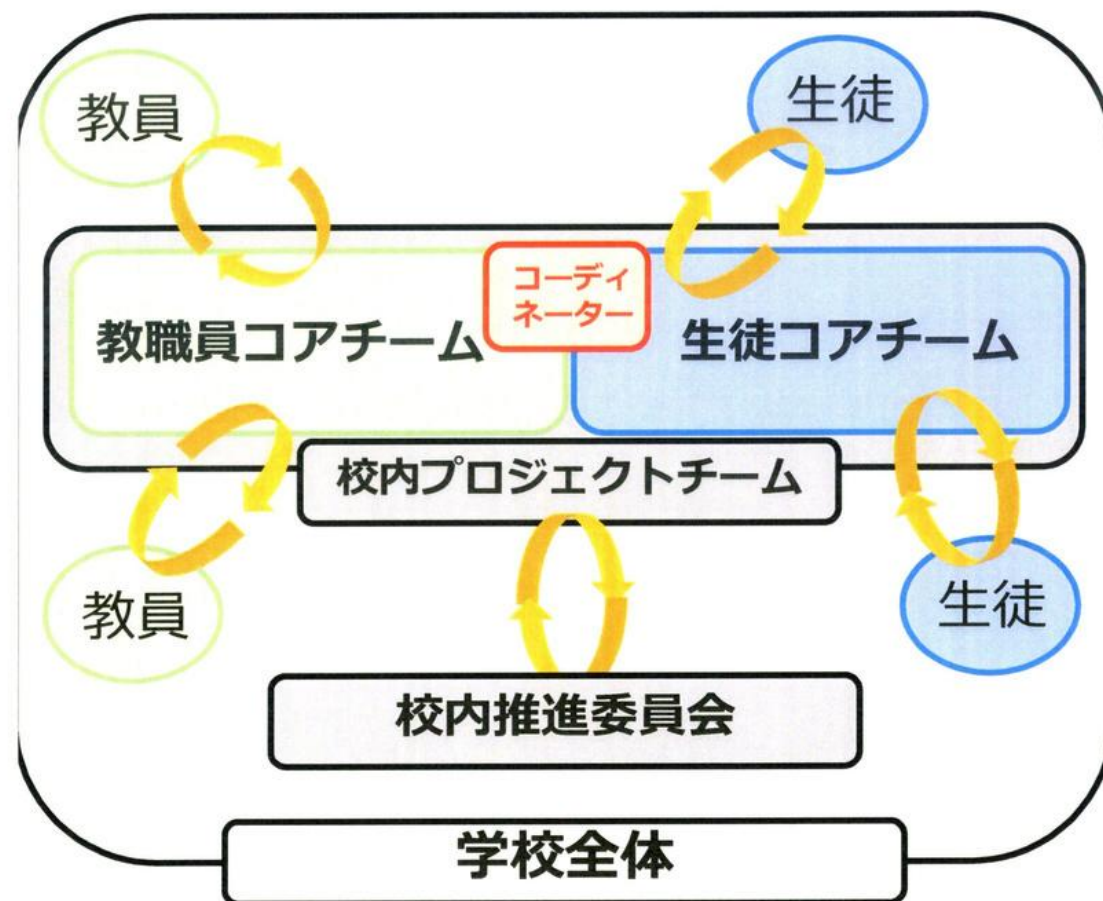 教員
生徒
コーディ
ネーター
教職員コアチーム
生徒コアチーム
校内プロジェクトチーム
教員
生徒
校内推進委員会
学校全体